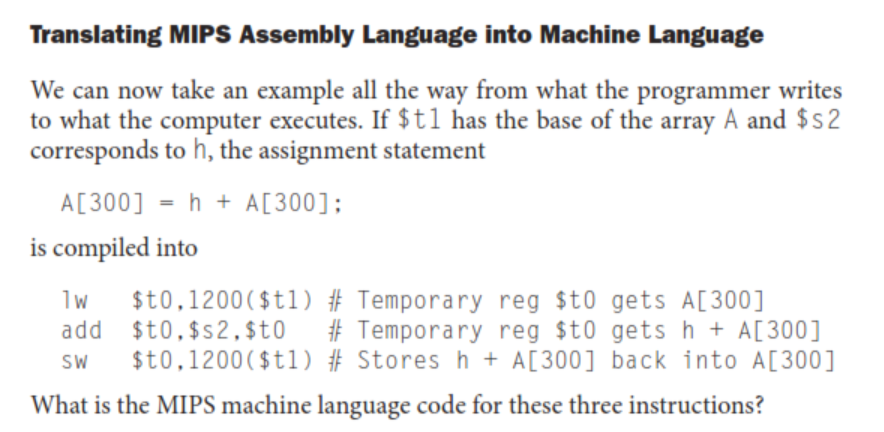 Translating MIPS Assembly Language into Machine Language
We can now take an example all the way from what the programmer writes
to what the computer executes. If $t1 has the base of the array A and $s2
corresponds to h, the assignment statement
A[300] = h + A[300];
is compiled into
lw $t0,1200($t1) # Temporary reg $t0 gets A[300]
add $t0,$s2,$t0 # Temporary reg $t0 gets h + A[300]
sw $t0,1200($t1) # Stores h + A[300] back into A[300]
What is the MIPS machine language code for these three instructions?